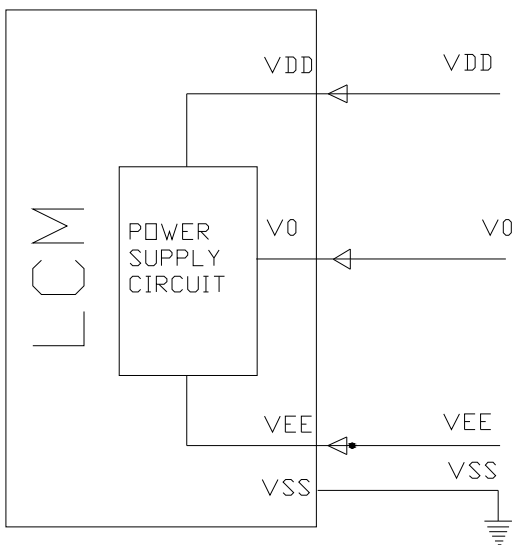 VDD VDD
LCM
POWER
SUPPLY
CIRCUIT
V0 V0
VEE VEE
VSS VSS